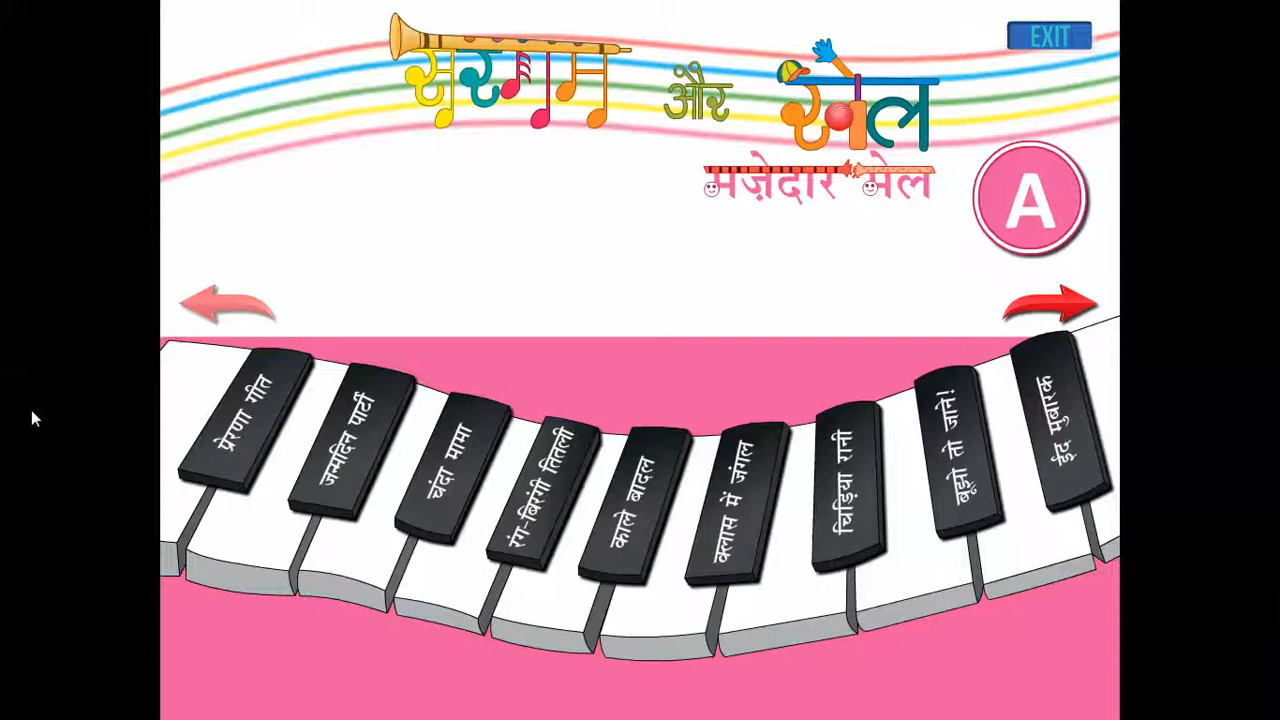 EXIT
सरगम और खेल
मज़ेदार मेल
A
प्रेरणा गीत
जन्मदिन पार्टी
चंदा मामा
रंग-बिरंगी तितली
काले बादल
क्लास में जंगल
चिड़िया रानी
बूझो तो जाने!
ईद मुबारक